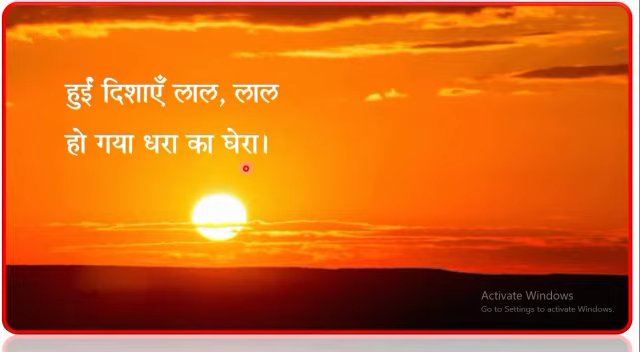 हुईं दिशाएँ लाल, लाल
हो गया धरा का घेरा।
Activate Windows
Go to Settings to activate Windows.